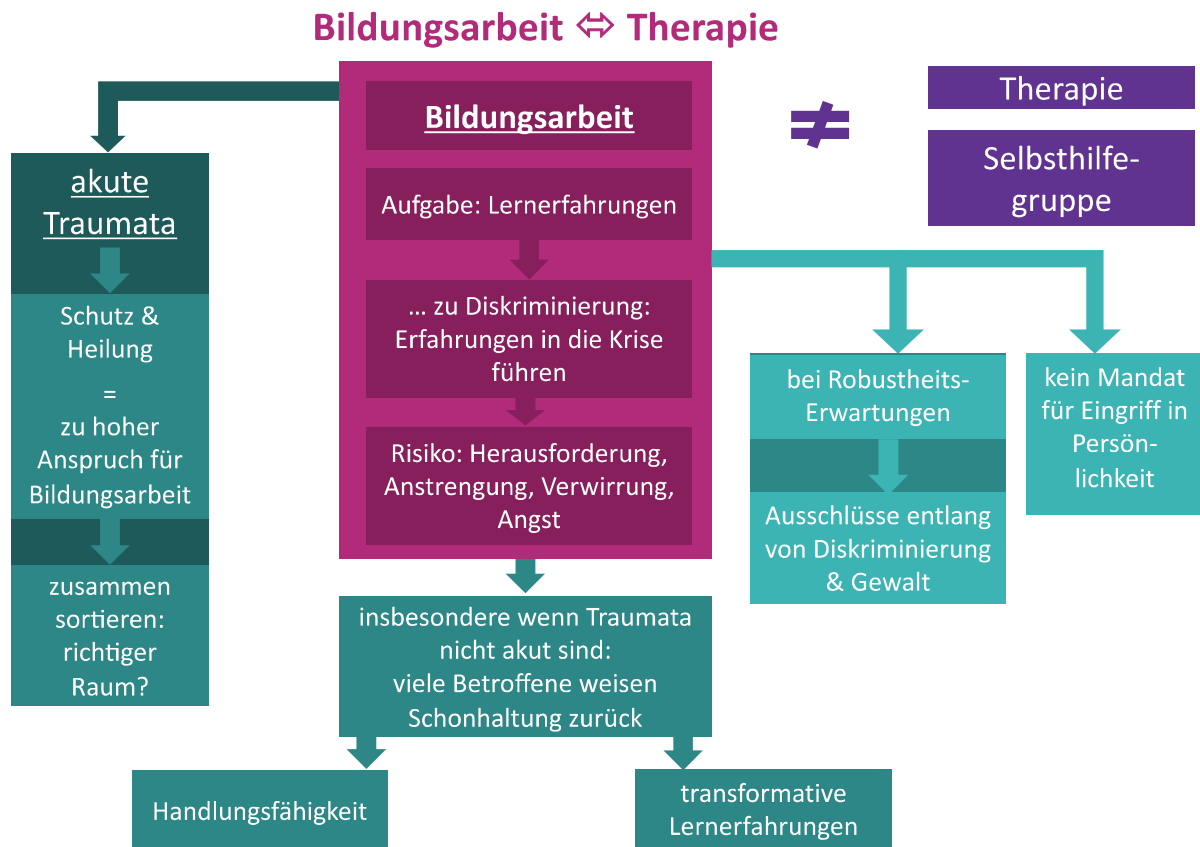 Bildungsarbeit ⬄ Therapie
Bildungsarbeit
Aufgabe: Lernerfahrungen
... zu Diskriminierung:
Erfahrungen in die Krise
führen
Risiko: Herausforderung,
Anstrengung, Verwirrung,
Angst
≠
Therapie
Selbsthilfe-
gruppe
akute
Traumata
Schutz &
Heilung
=
zu hoher
Anspruch für
Bildungsarbeit
zusammen
sortieren:
richtiger
Raum?
bei Robustheits-
Erwartungen
Ausschlüsse entlang
von Diskriminierung
& Gewalt
kein Mandat
für Eingriff in
Persön-
lichkeit
insbesondere wenn Traumata
nicht akut sind:
viele Betroffene weisen
Schonhaltung zurück
Handlungsfähigkeit
transformative
Lernerfahrungen